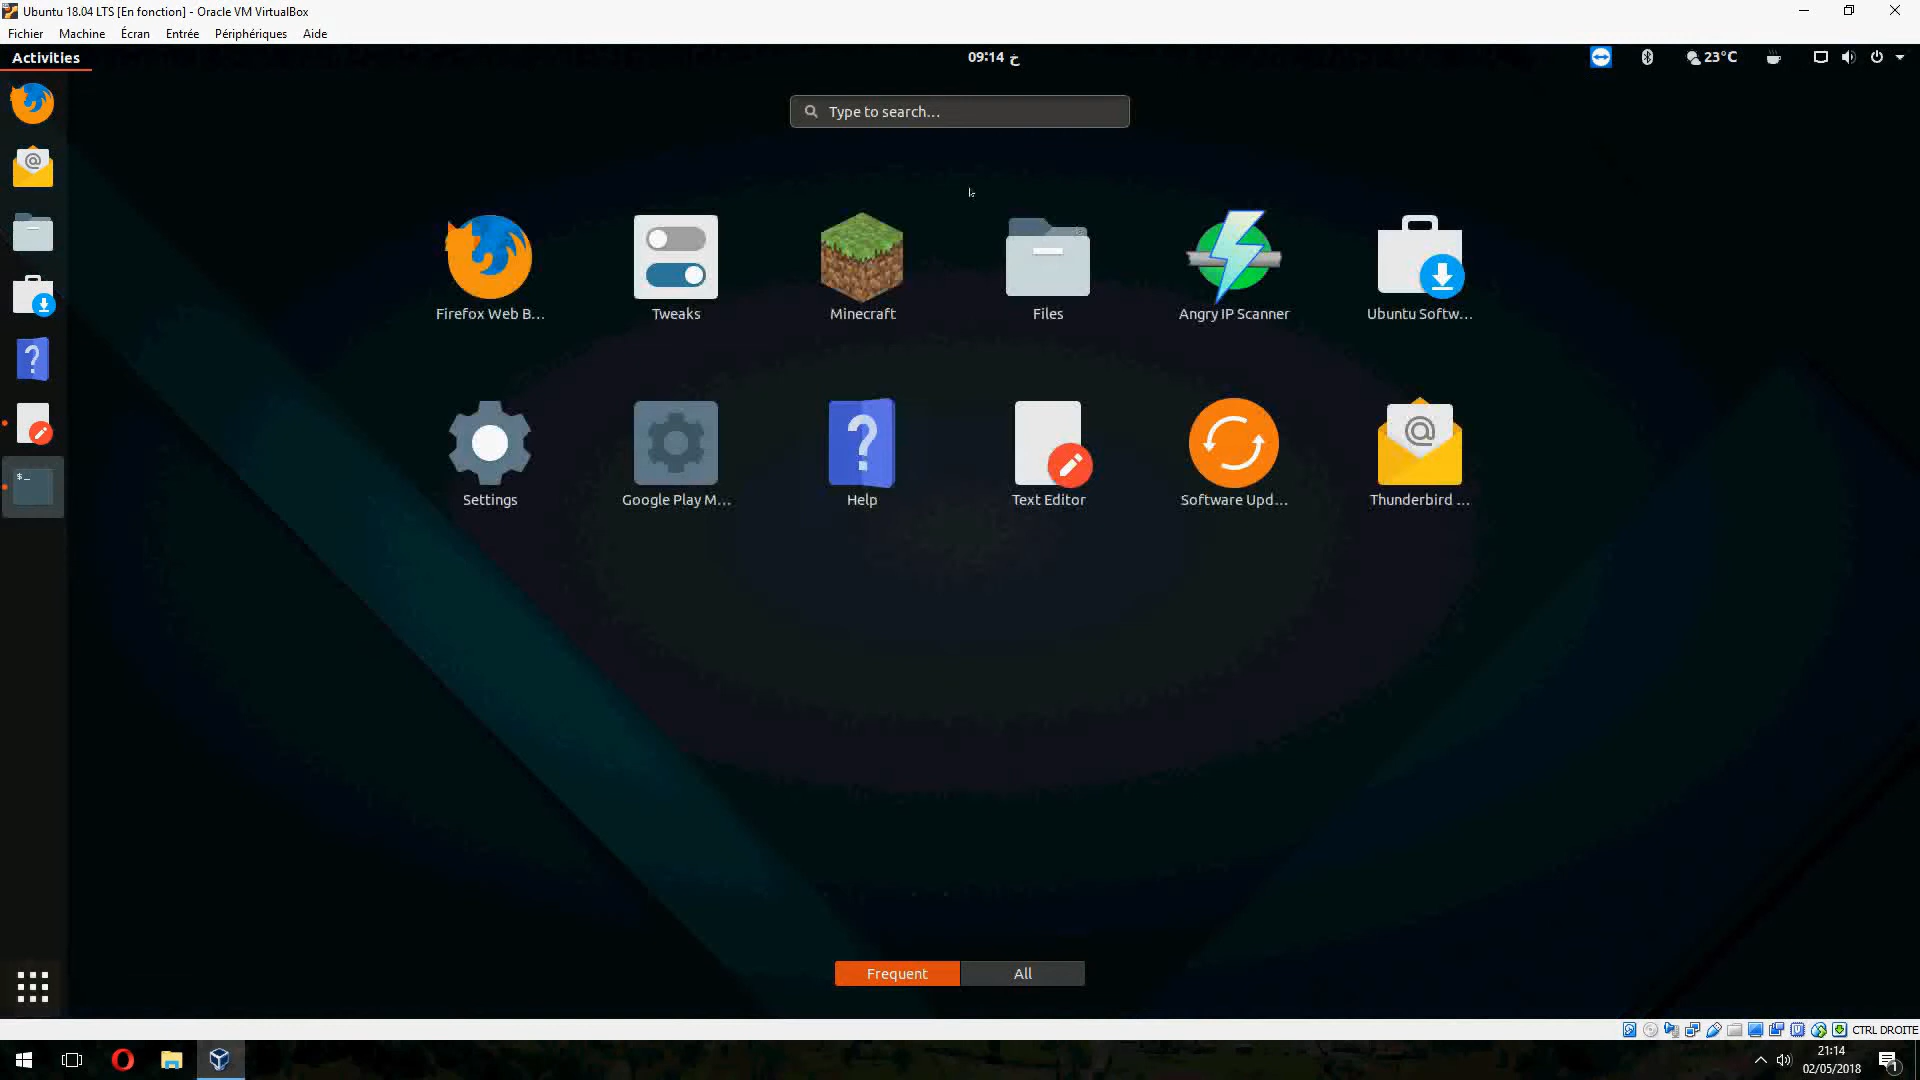 Ubuntu 18.04 LTS [En fonction] - Oracle VM VirtualBox
Fichier Machine Écran Entrée Périphériques Aide
Activities
09:14 خ
23°C
Type to search...
Firefox Web B...
Tweaks
Minecraft
Files
Angry IP Scanner
Ubuntu Softw...
Settings
Google Play M...
Help
Text Editor
Software Upd...
Thunderbird ...
Frequent
All
CTRL DROITE
21:14
02/05/2018
1